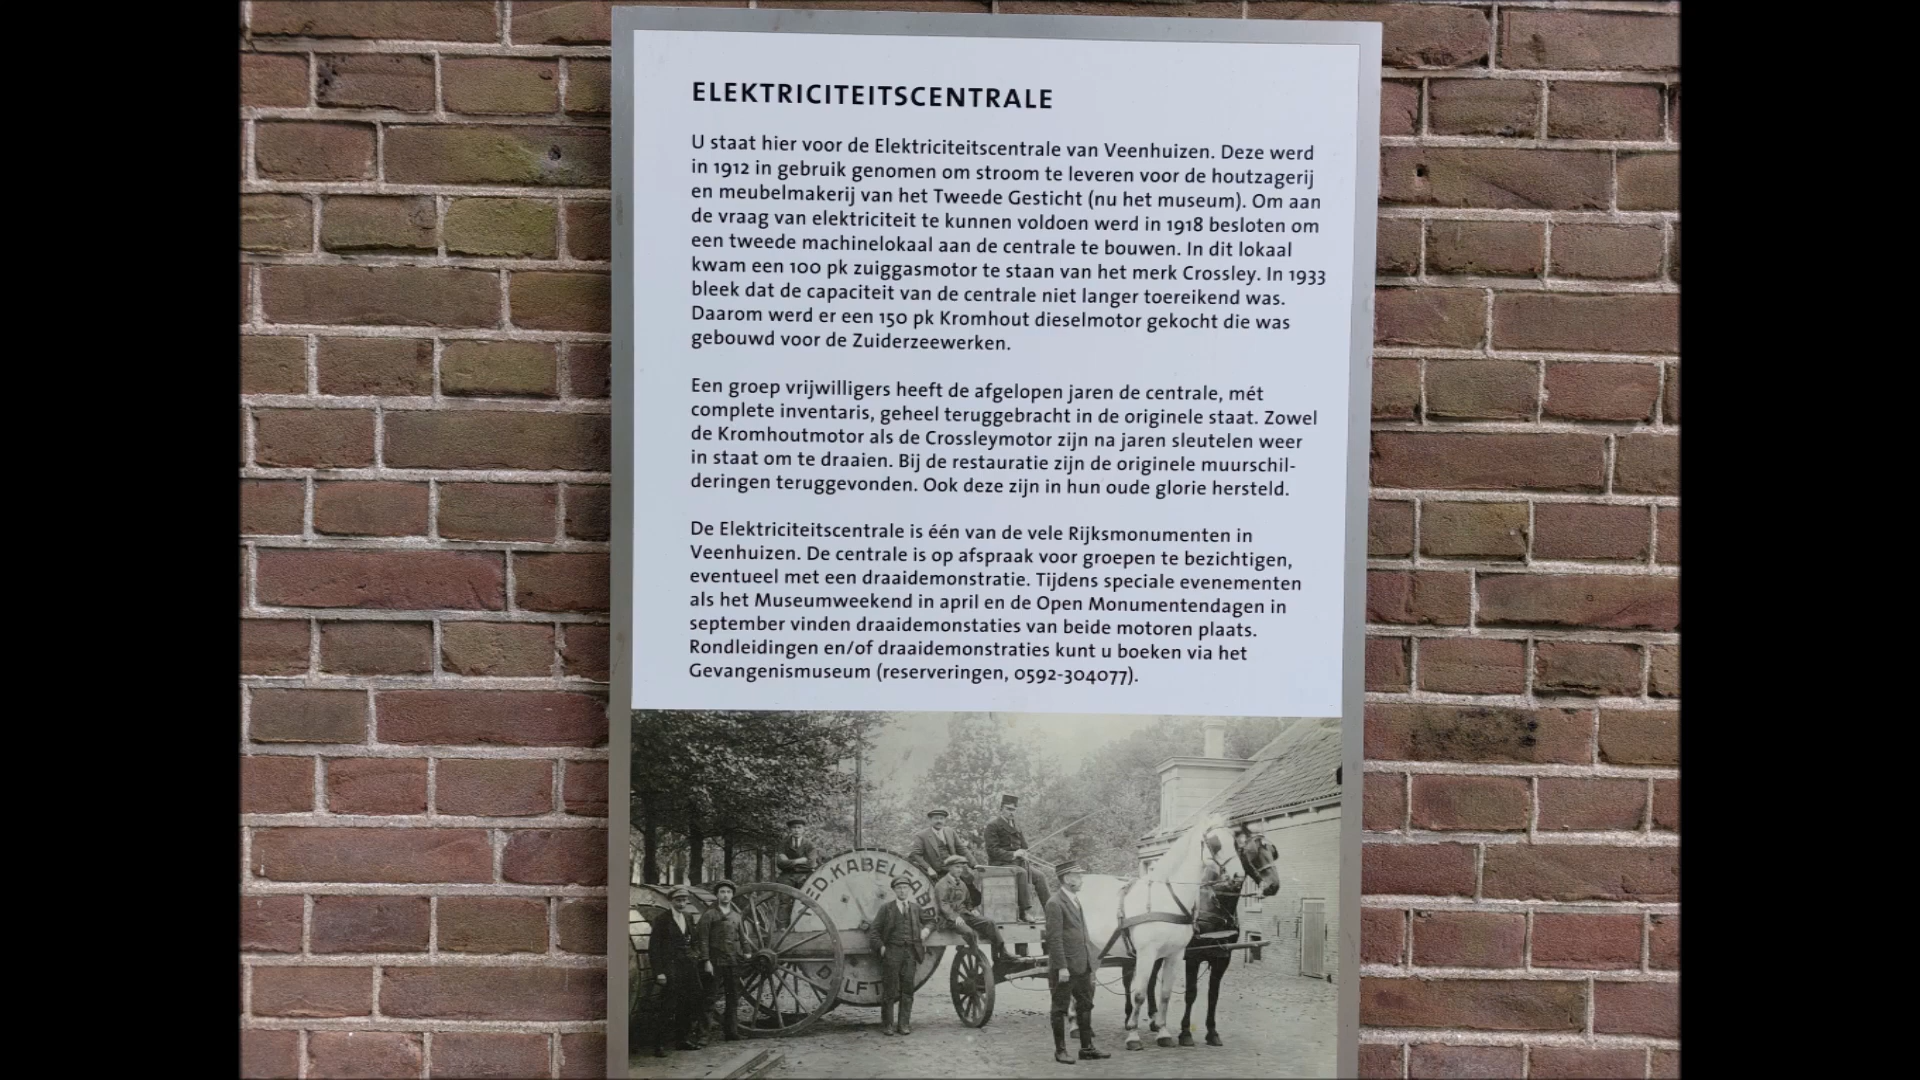 ELEKTRICITEITSCENTRALE
U staat hier voor de Elektriciteitscentrale van Veenhuizen. Deze werd
in 1912 in gebruik genomen om stroom te leveren voor de houtzagerij
en meubelmakerij van het Tweede Gesticht (nu het museum). Om aan
de vraag van elektriciteit te kunnen voldoen werd in 1918 besloten om
een tweede machinelokaal aan de centrale te bouwen. In dit lokaal
kwam een 100 pk zuiggasmotor te staan van het merk Crossley. In 1933
bleek dat de capaciteit van de centrale niet langer toereikend was.
Daarom werd er een 150 pk Kromhout dieselmotor gekocht die was
gebouwd voor de Zuiderzeewerken.
Een groep vrijwilligers heeft de afgelopen jaren de centrale, mét
complete inventaris, geheel teruggebracht in de originele staat. Zowel
de Kromhoutmotor als de Crossleymotor zijn na jaren sleutelen weer
in staat om te draaien. Bij de restauratie zijn de originele muurschil-
deringen teruggevonden. Ook deze zijn in hun oude glorie hersteld.
De Elektriciteitscentrale is één van de vele Rijksmonumenten in
Veenhuizen. De centrale is op afspraak voor groepen te bezichtigen,
eventueel met een draaidemonstratie. Tijdens speciale evenementen
als het Museumweekend in april en de Open Monumentendagen in
september vinden draaidemonstaties van beide motoren plaats.
Rondleidingen en/of draaidemonstraties kunt u boeken via het
Gevangenismuseum (reserveringen, 0592-304077).
ED. KABELFAB
D LFT